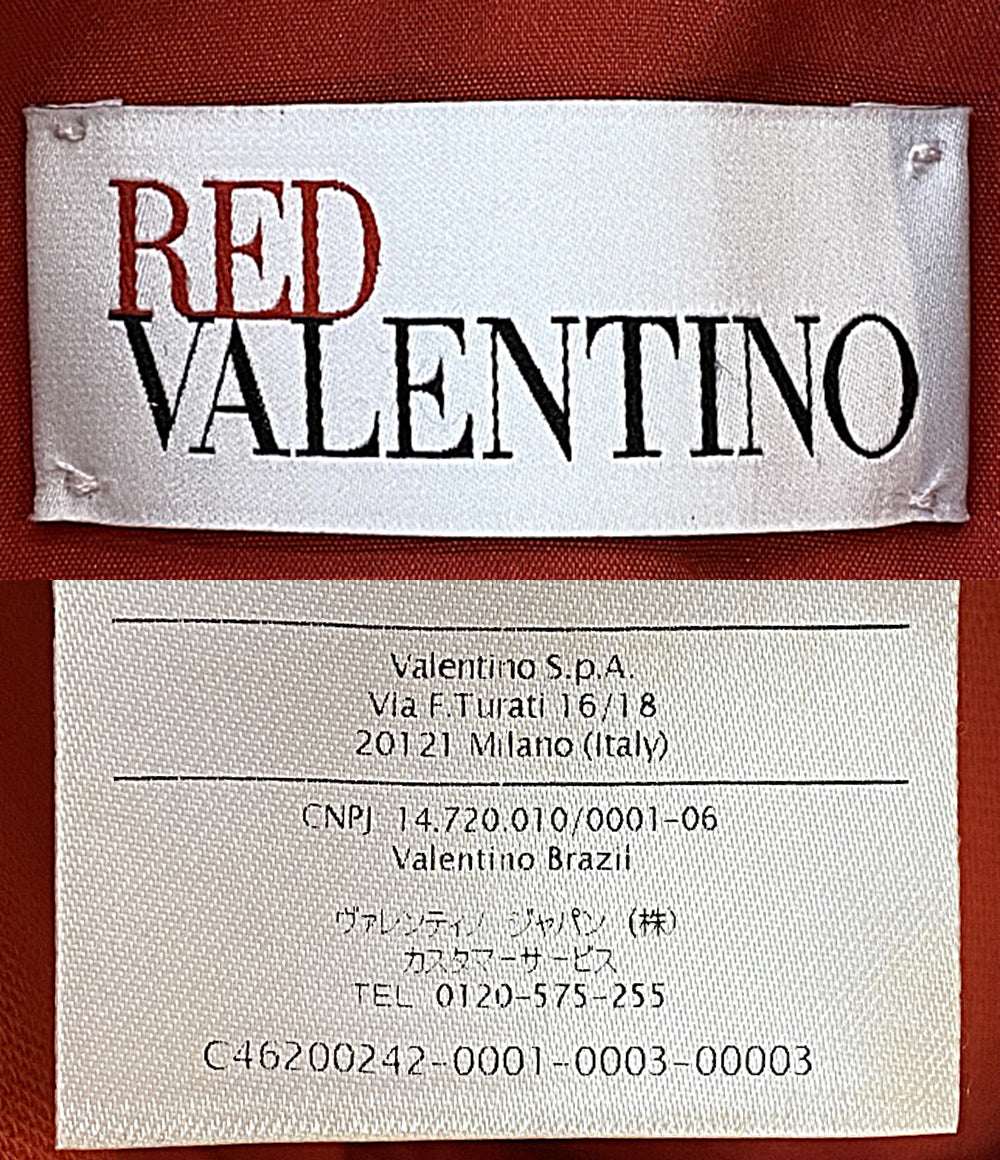 RED
VALENTINO
Valentino S.p.A.
Via F.Turati 16/18
20121 Milano (Italy)
CNPJ 14.720.010/0001-06
Valentino Brazil
ヴァレンティノ ジャパン (株)
カスタマーサービス
TEL 0120-575-255
C46200242-0001-0003-00003